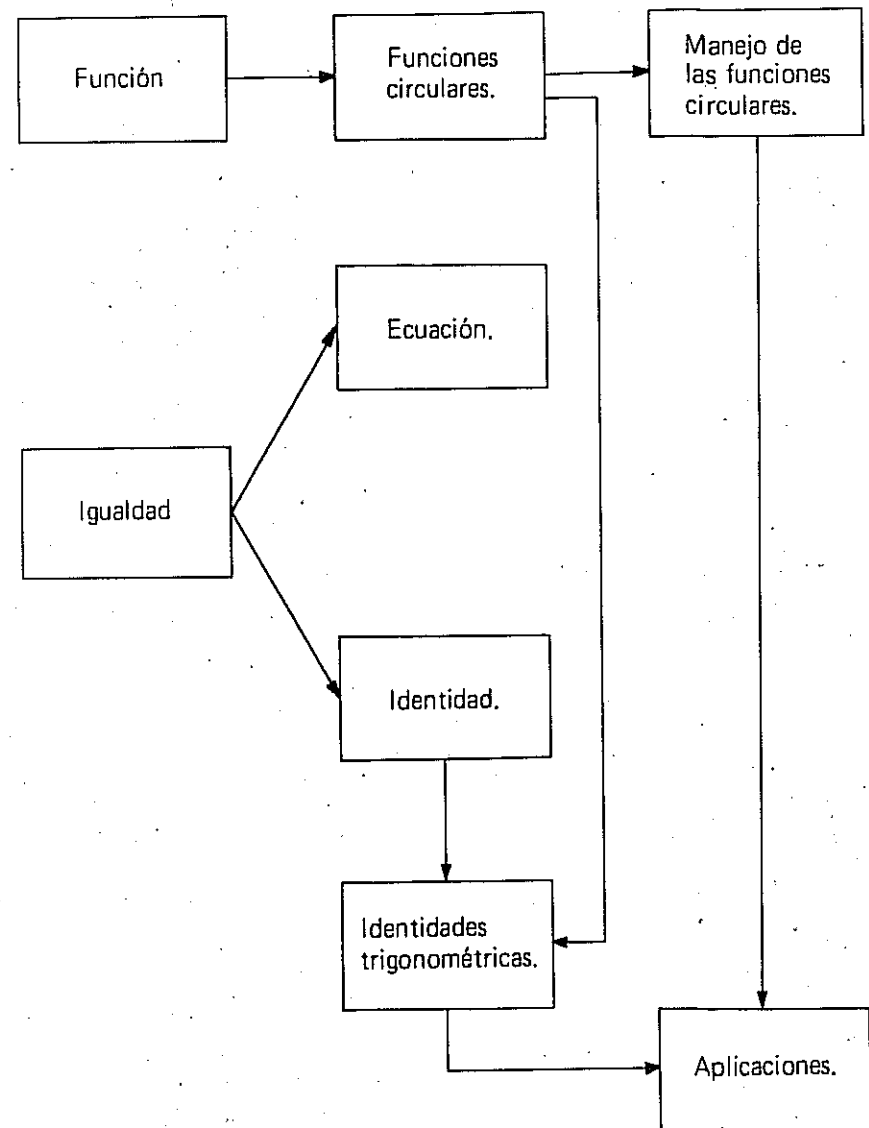 Función
Funciones
circulares.
Manejo de
las funciones
circulares.
Ecuación.
Igualdad
Identidad.
Identidades
trigonométricas.
Aplicaciones.